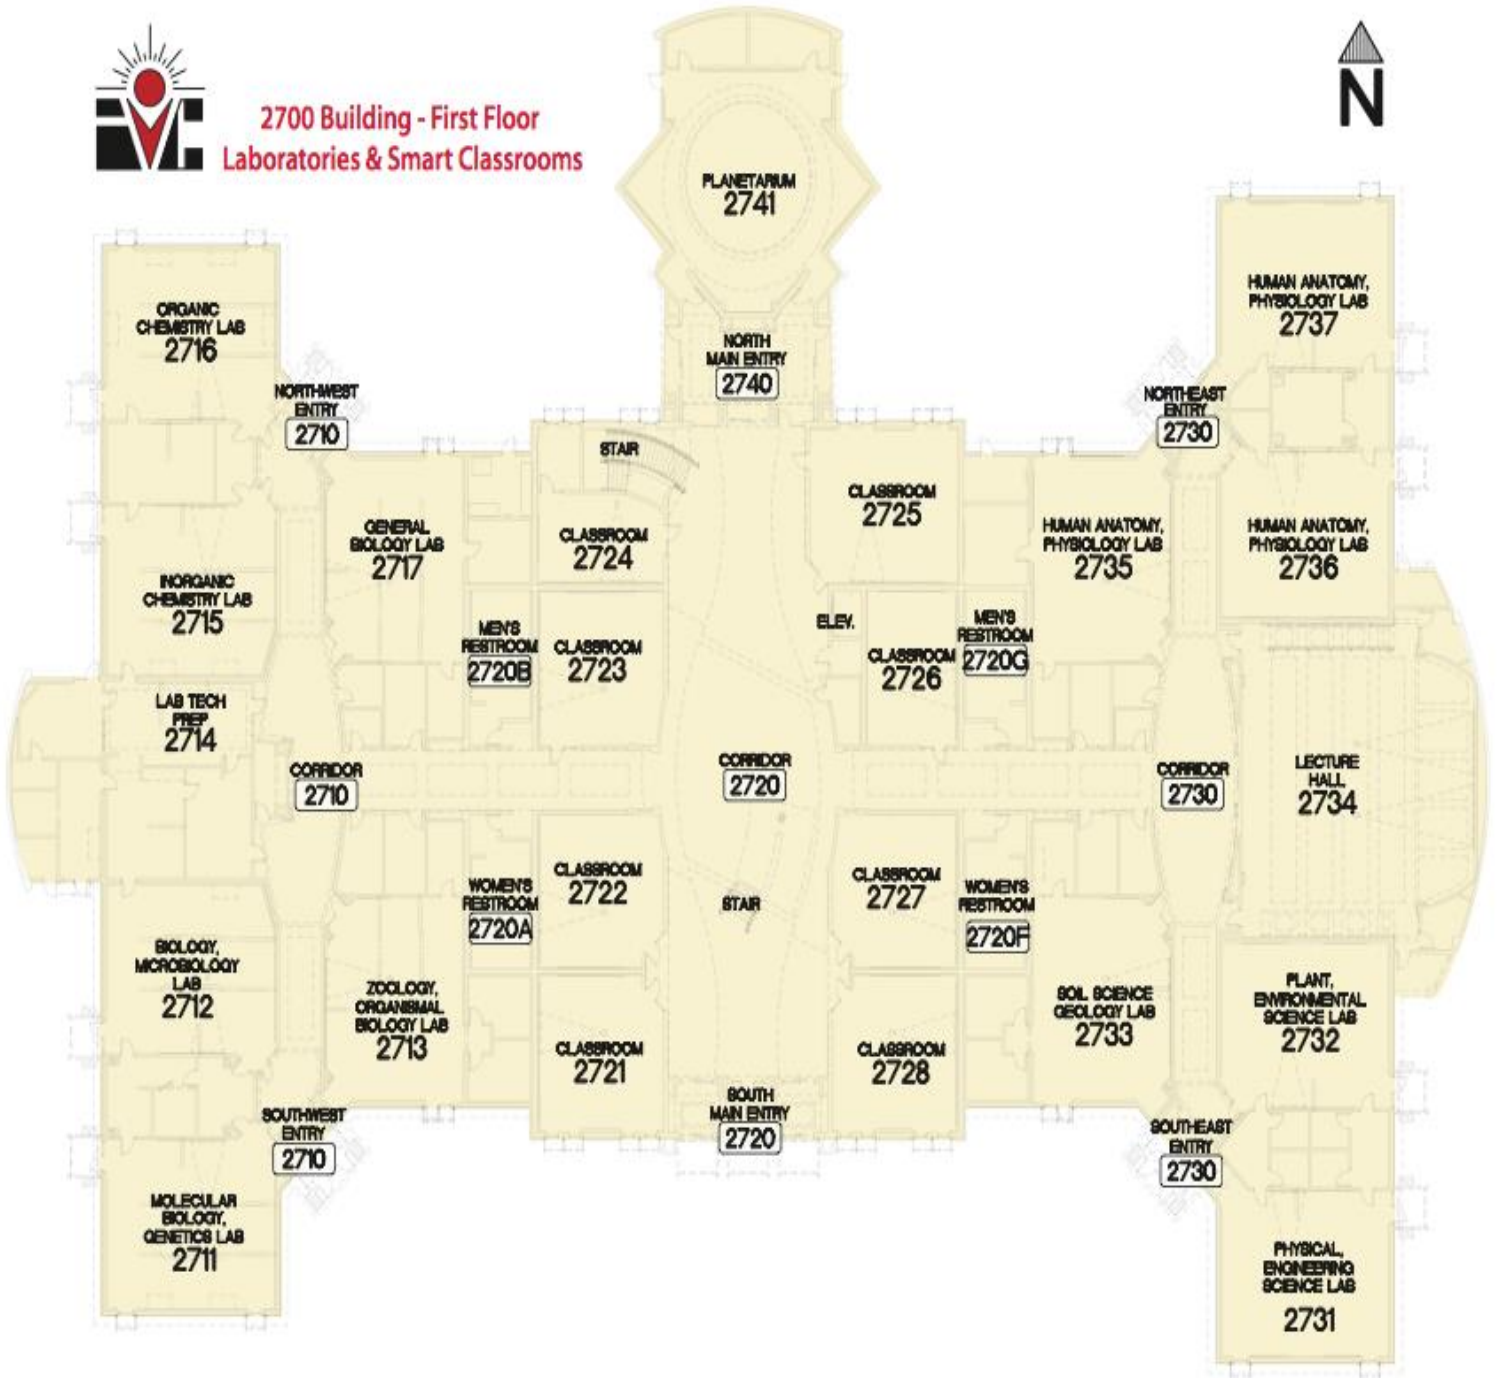 2700 Building - First Floor
Laboratories & Smart Classrooms
N
PLANETARIUM
2741
NORTH
MAIN ENTRY
2740
ORGANIC
CHEMISTRY LAB
2716
NORTHWEST
ENTRY
2710
INORGANIC
CHEMISTRY LAB
2715
GENERAL
BIOLOGY LAB
2717
STAIR
CLASSROOM
2724
MEN'S
RESTROOM
2720B
CLASSROOM
2723
LAB TECH
PREP
2714
CORRIDOR
2710
CLASSROOM
2725
ELEV.
CLASSROOM
2726
MEN'S
RESTROOM
2720G
HUMAN ANATOMY,
PHYSIOLOGY LAB
2735
NORTHEAST
ENTRY
2730
HUMAN ANATOMY,
PHYSIOLOGY LAB
2737
HUMAN ANATOMY,
PHYSIOLOGY LAB
2736
CORRIDOR
2720
CORRIDOR
2730
LECTURE
HALL
2734
BIOLOGY,
MICROBIOLOGY
LAB
2712
ZOOLOGY,
ORGANISMAL
BIOLOGY LAB
2713
WOMEN'S
RESTROOM
2720A
CLASSROOM
2722
STAIR
CLASSROOM
2727
WOMEN'S
RESTROOM
2720F
SOIL SCIENCE
GEOLOGY LAB
2733
PLANT,
ENVIRONMENTAL
SCIENCE LAB
2732
CLASSROOM
2721
SOUTH
MAIN ENTRY
2720
CLASSROOM
2728
SOUTHWEST
ENTRY
2710
MOLECULAR
BIOLOGY,
GENETICS LAB
2711
SOUTHEAST
ENTRY
2730
PHYSICAL,
ENGINEERING
SCIENCE LAB
2731